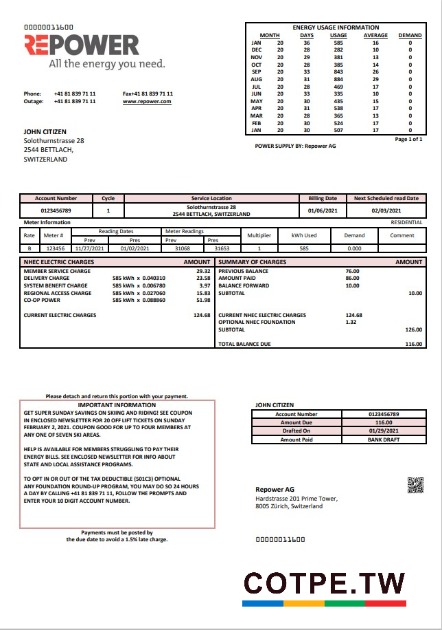 0000011600
REPOWER
All the energy you need.
Phone: +41 81 839 71 11 Fax+41 81 839 71 11
Outage: +41 81 839 71 11 www.repower.com
JOHN CITIZEN
Solothurnstrasse 28
2544 BETTLACH,
SWITZERLAND
ENERGY USAGE INFORMATION
MONTH DAYS USAGE AVERAGE DEMAND
JAN 20 36 585 16 0
DEC 20 28 282 10 0
NOV 20 29 381 13 0
OCT 20 28 385 14 0
SEP 20 33 843 26 0
AUG 20 31 884 29 0
JUL 20 28 469 17 0
JUN 20 33 335 10 0
MAY 20 30 435 15 0
APR 20 31 538 17 0
MAR 20 28 365 13 0
FEB 20 30 524 17 0
JAN 20 30 507 17 0
Page 1 of 1
POWER SUPPLY BY: Repower AG
Account Number Cycle Service Location Billing Date Next Scheduled read Date
0123456789 1 Solothurnstrasse 28 01/06/2021 02/03/2021
2544 BETTLACH, SWITZERLAND
Meter Information RESIDENTIAL
Rate Meter # Reading Dates Meter Readings Multiplier kWh Used Demand Comment
Prev Prev Prev Prev
B 123456 11/27/2021 01/02/2021 31068 31653 1 585 0.000
NHEC ELECTRIC CHARGES AMOUNT
MEMBER SERVICE CHARGE 29.32
DELIVERY CHARGE 585 kWh x 0.040310 23.58
SYSTEM BENEFIT CHARGE 585 kWh x 0.006780 3.97
REGIONAL ACCESS CHARGE 585 kWh x 0.027060 15.83
CO-OP POWER 585 kWh x 0.088860 51.98
CURRENT ELECTRIC CHARGES 124.68
SUMMARY OF CHARGES AMOUNT
PREVIOUS BALANCE 76.00
AMOUNT PAID 86.00
BALANCE FORWARD 10.00
SUBTOTAL 10.00
CURRENT NHEC ELECTRIC CHARGES 124.68
OPTIONAL NHEC FOUNDATION 1.32
SUBTOTAL 126.00
TOTAL BALANCE DUE 116.00
Please detach and return this portion with your payment.
IMPORTANT INFORMATION
GET SUPER SUNDAY SAVINGS ON SKIING AND RIDING! SEE COUPON
IN ENCLOSED NEWSLETTER FOR 20 OFF LIFT TICKETS ON SUNDAY
FEBRUARY 2, 2021. COUPON GOOD FOR UP TO FOUR MEMBERS AT
ANY ONE OF SEVEN SKI AREAS.
HELP IS AVAILABLE FOR MEMBERS STRUGGLING TO PAY THEIR
ENERGY BILLS. SEE ENCLOSED NEWSLETTER FOR INFO ABOUT
STATE AND LOCAL ASSISTANCE PROGRAMS.
TO OPT IN OR OUT OF THE TAX DEDUCTIBLE (501C3) OPTIONAL
ANY FOUNDATION ROUND-UP PROGRAM, YOU MAY DO SO 24 HOURS
A DAY BY CALLING +41 81 839 71 11, FOLLOW THE PROMPTS AND
ENTER YOUR 10 DIGIT ACCOUNT NUMBER.
Payments must be posted by
the due date to avoid a 1.5% late charge.
JOHN CITIZEN
Account Number 0123456789
Amount Due 116.00
Drafted On 01/29/2021
Amount Paid BANK DRAFT
Repower AG
Hardstrasse 201 Prime Tower,
8005 Zürich, Switzerland
0000011600
COTPE.TW